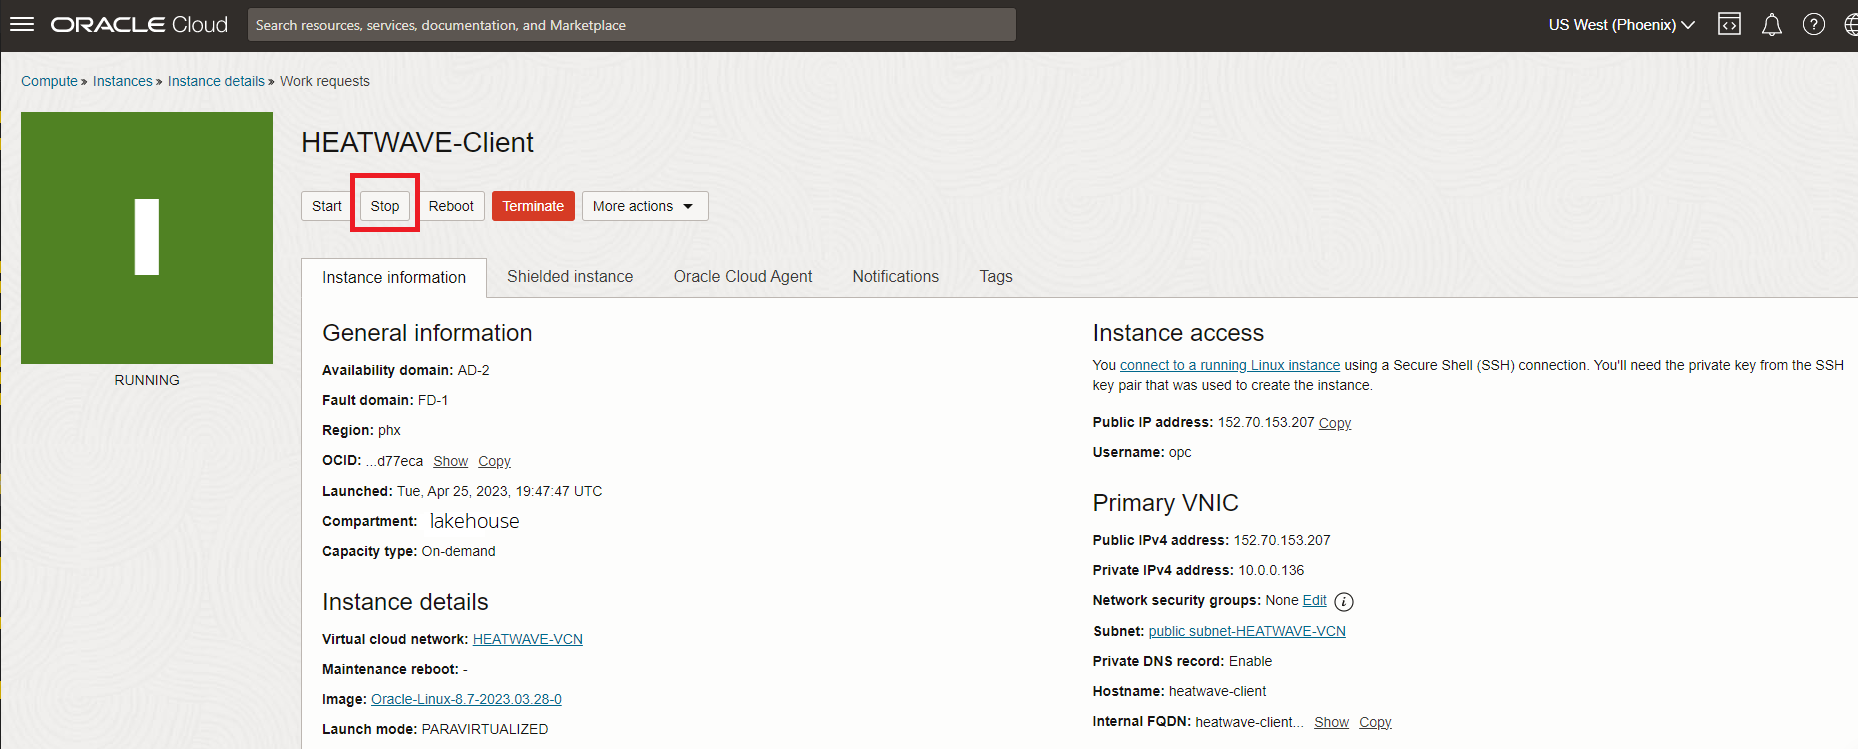 ORACLE Cloud
Search resources, services, documentation, and Marketplace
US West (Phoenix)
Compute » Instances » Instance details » Work requests
HEATWAVE-Client
Start Stop Reboot Terminate More actions
RUNNING
Instance information Shielded instance Oracle Cloud Agent Notifications Tags
General information
Availability domain: AD-2
Fault domain: FD-1
Region: phx
OCID: ...d77eca Show Copy
Launched: Tue, Apr 25, 2023, 19:47:47 UTC
Compartment: lakehouse
Capacity type: On-demand
Instance details
Virtual cloud network: HEATWAVE-VCN
Maintenance reboot: -
Image: Oracle-Linux-8.7-2023.03.28-0
Launch mode: PARAVIRTUALIZED
Instance access
You connect to a running Linux instance using a Secure Shell (SSH) connection. You'll need the private key from the SSH
key pair that was used to create the instance.
Public IP address: 152.70.153.207 Copy
Username: opc
Primary VNIC
Public IPv4 address: 152.70.153.207
Private IPv4 address: 10.0.0.136
Network security groups: None Edit
Subnet: public subnet-HEATWAVE-VCN
Private DNS record: Enable
Hostname: heatwave-client
Internal FQDN: heatwave-client... Show Copy